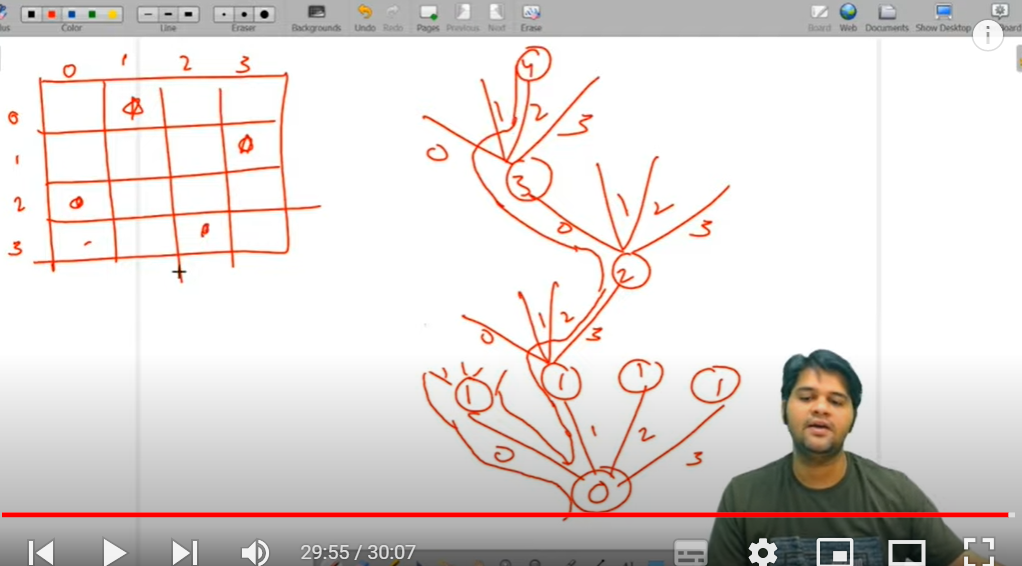 Color
Line
Eraser
Backgrounds
Undo
Redo
Pages
Previous
Next
Erase
Board
Web
Documents
Show Desktop
Board
0 1 2 3
0
1
2
3
4
1 2 3
0
3
0
1 2 3
2
1 2
0 3
1 1 1 1
0 1 2 3
0
29:55 / 30:07